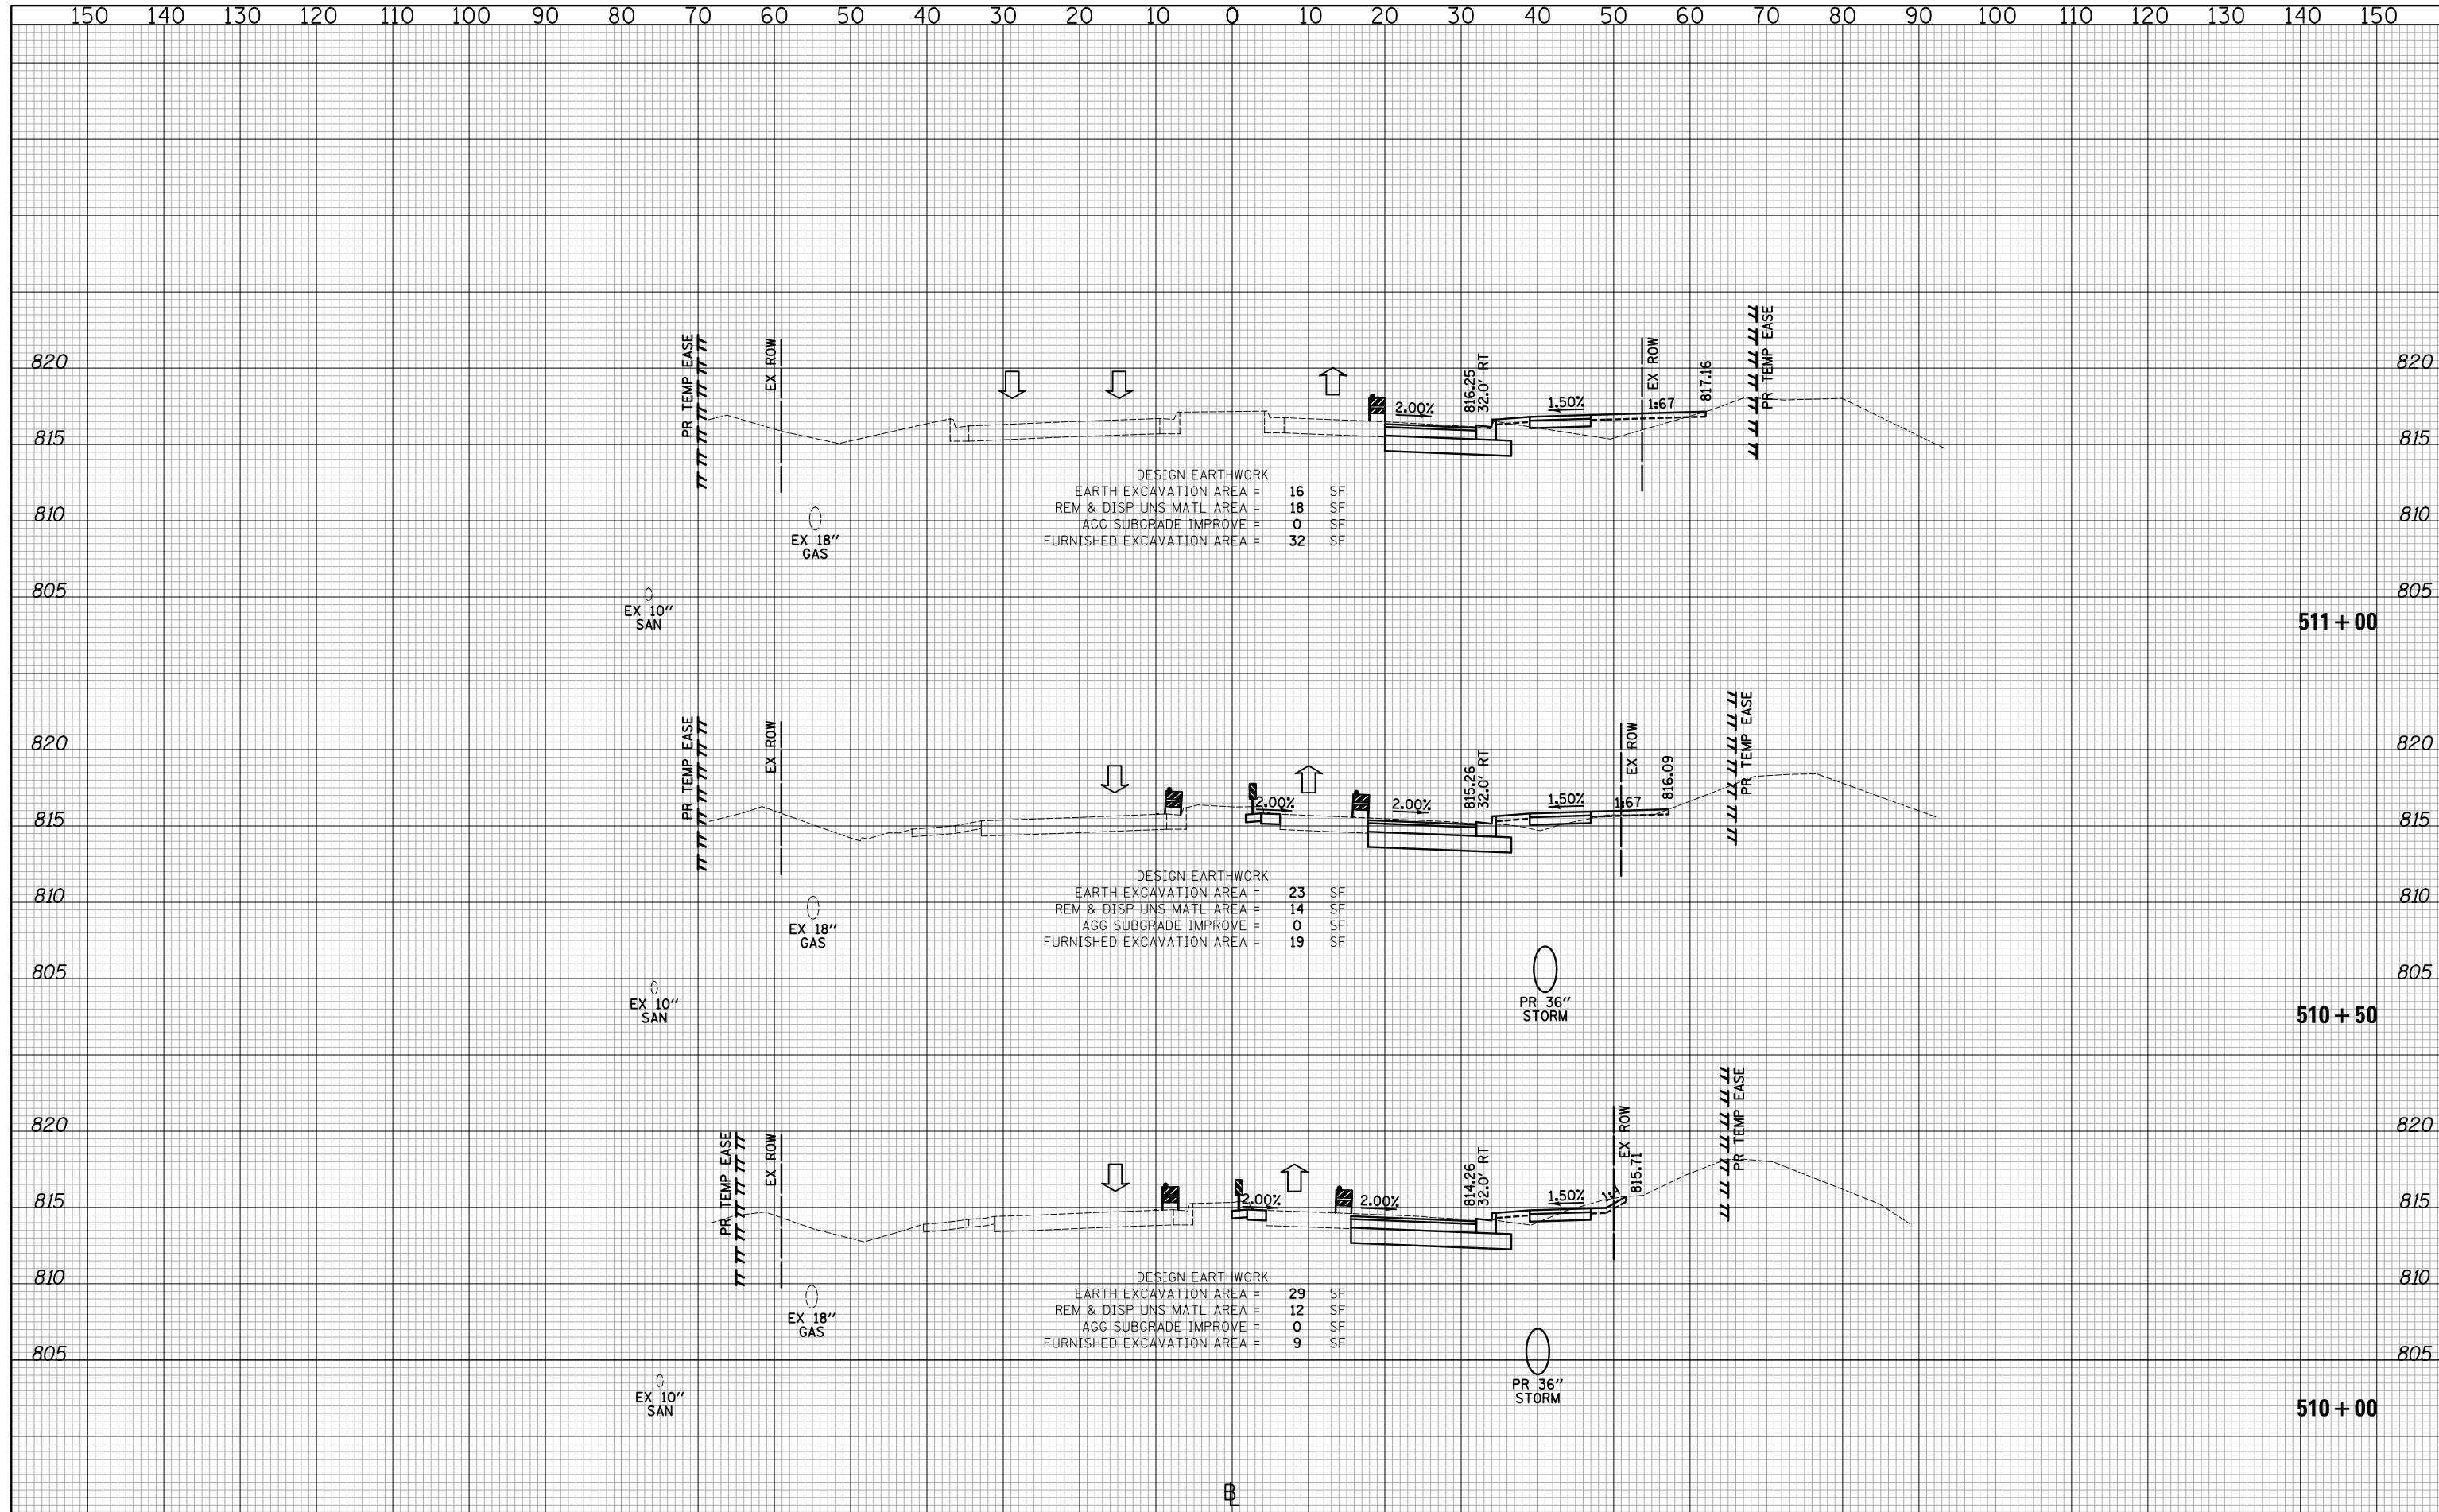 150 140 130 120 110 100 90 80 70 60 50 40 30 20 10 0 10 20 30 40 50 60 70 80 90 100 110 120 130 140 150
PR TEMP EASE
EX ROW
816.25
32.0' RT
EX ROW
817.16
PR TEMP EASE
820 820
2.00% 1.50% 1:67
815 815
DESIGN EARTHWORK
EARTH EXCAVATION AREA = 16 SF
REM & DISP UNS MATL AREA = 18 SF
AGG SUBGRADE IMPROVE = 0 SF
FURNISHED EXCAVATION AREA = 32 SF
810 810
EX 18"
GAS
805 805
EX 10"
SAN
511+00
PR TEMP EASE
EX ROW
815.26
32.0' RT
EX ROW
816.09
PR TEMP EASE
820 820
2.00% 2.00% 1.50% 1:67
815 815
DESIGN EARTHWORK
EARTH EXCAVATION AREA = 23 SF
REM & DISP UNS MATL AREA = 14 SF
AGG SUBGRADE IMPROVE = 0 SF
FURNISHED EXCAVATION AREA = 19 SF
810 810
EX 18"
GAS
805 805
EX 10"
SAN
PR 36"
STORM
510+50
PR TEMP EASE
EX ROW
814.26
32.0' RT
EX ROW
815.71
PR TEMP EASE
820 820
2.00% 2.00% 1.50% 1:4
815 815
DESIGN EARTHWORK
EARTH EXCAVATION AREA = 29 SF
REM & DISP UNS MATL AREA = 12 SF
AGG SUBGRADE IMPROVE = 0 SF
FURNISHED EXCAVATION AREA = 9 SF
810 810
EX 18"
GAS
805 805
EX 10"
SAN
PR 36"
STORM
510+00
BL